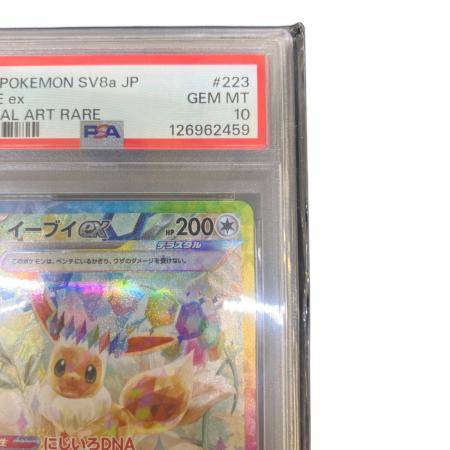 POKEMON SV8a JP #223
E ex GEM MT
AL ART RARE 10
PSA 126962459
イーブイex HP200
テラスタル
このポケモンは、ベンチにいるかぎり、ワザのダメージを受けない。
生 にじいろDNA